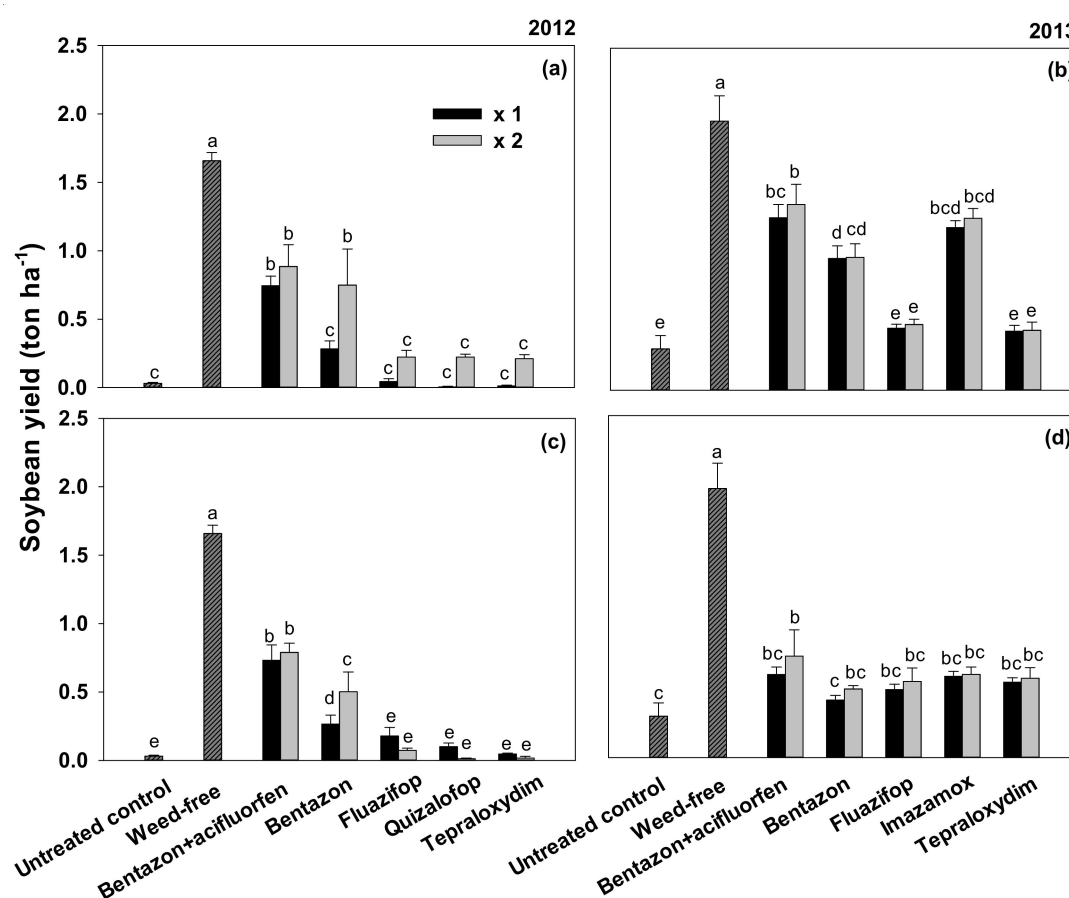 2012
2013
2.5
(a)
(b)
a
2.0
x 1
x 2
a
b
bc
bcd
bcd
1.5
b
b
b
d
cd
1.0
c
c
c
c
e
e
e
e
e
0.5
c
c
c
c
0.0
Soybean yield (ton ha-1)
2.5
(c)
(d)
a
2.0
a
1.5
b
1.0
b
b
c
bc
bc
bc
bc
bc
bc
bc
bc
c
c
0.5
d
e
e
e
e
e
e
e
0.0
Untreated control
Weed-free
Bentazon+acifluorfen
Bentazon
Fluazifop
Quizalofop
Tepraloxydim
Untreated control
Weed-free
Bentazon+acifluorfen
Bentazon
Fluazifop
Imazamox
Tepraloxydim